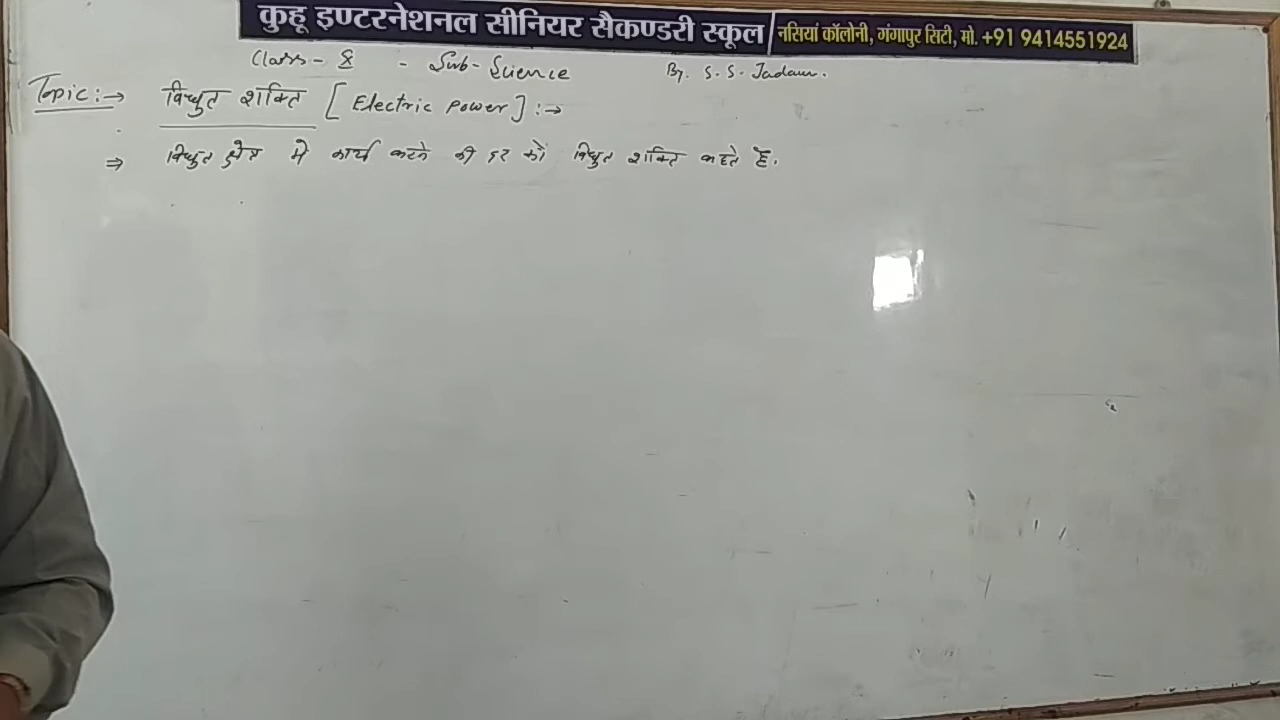 कुहू इण्टरनेशनल सीनियर सैकण्डरी स्कूल नसियां कॉलोनी, गंगापुर सिटी, मो. +91 9414551924
Class - X - Sub- Science By. S. S. Jadaun.
Topic :→ विधुत शक्ति [ Electric power ] :→
⇒ विधुत क्षेत्र मे कार्य करने की दर को विधुत शक्ति कहते है.